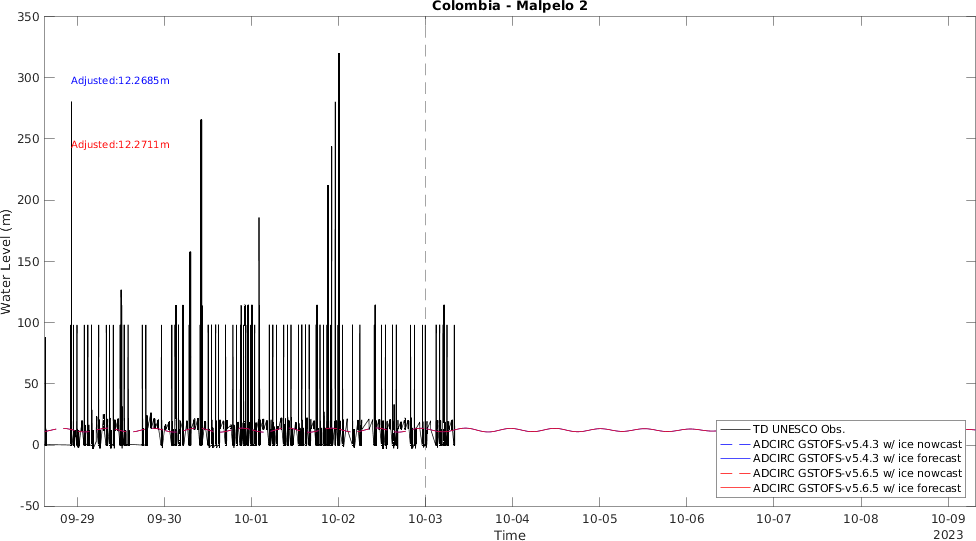 Colombia - Malpelo 2
350
300
250
200
150
100
50
0
-50
Water Level (m)
Adjusted:12.2685m
Adjusted:12.2711m
TD UNESCO Obs.
ADCIRC GSTOFS-v5.4.3 w/ ice nowcast
ADCIRC GSTOFS-v5.4.3 w/ ice forecast
ADCIRC GSTOFS-v5.6.5 w/ ice nowcast
ADCIRC GSTOFS-v5.6.5 w/ ice forecast
09-29 09-30 10-01 10-02 10-03 10-04 10-05 10-06 10-07 10-08 10-09
2023
Time